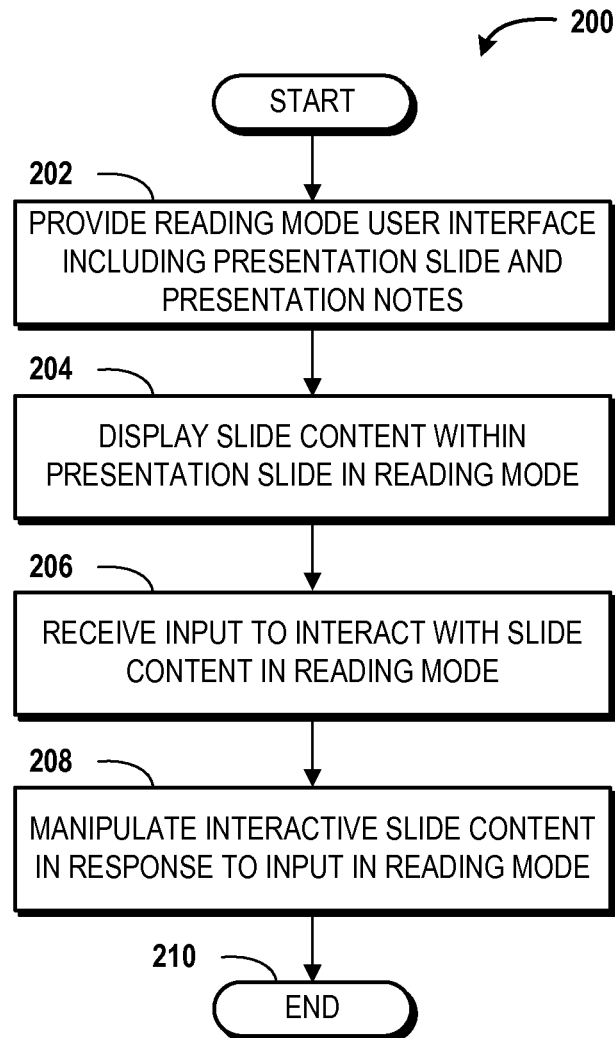 200
START
202
PROVIDE READING MODE USER INTERFACE
INCLUDING PRESENTATION SLIDE AND
PRESENTATION NOTES
204
DISPLAY SLIDE CONTENT WITHIN
PRESENTATION SLIDE IN READING MODE
206
RECEIVE INPUT TO INTERACT WITH SLIDE
CONTENT IN READING MODE
208
MANIPULATE INTERACTIVE SLIDE CONTENT
IN RESPONSE TO INPUT IN READING MODE
210
END